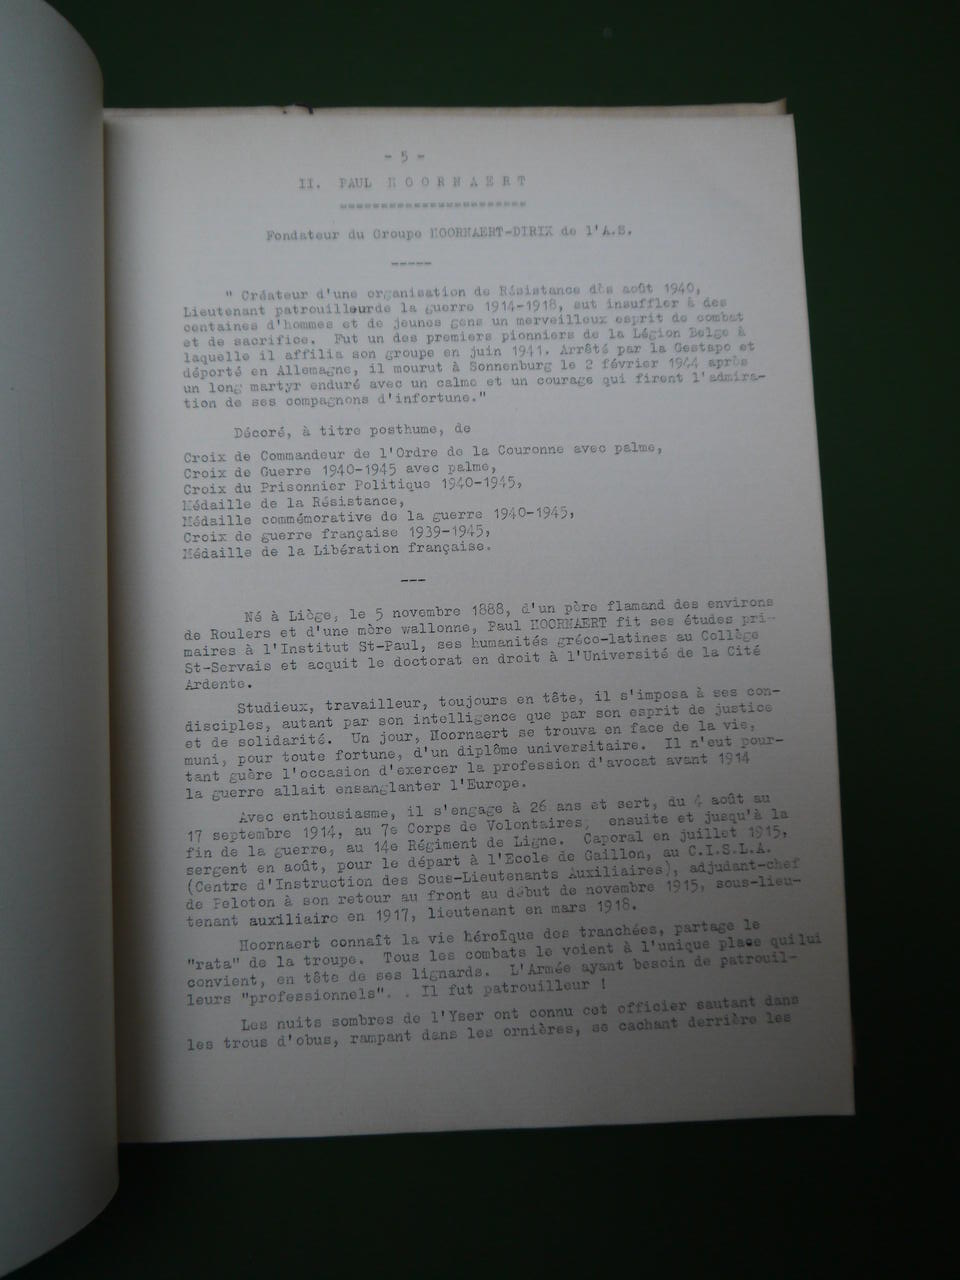 - 5 -
II. PAUL HOORNAERT
=======================
Fondateur du Groupe HOORNAERT-DIRIX de l'A.S.
-----
" Créateur d'une organisation de Résistance dès août 1940,
Lieutenant patrouilleurde la guerre 1914-1918, sut insuffler à des
centaines d'hommes et de jeunes gens un merveilleux esprit de combat
et de sacrifice. Fut un des premiers pionniers de la Légion Belge à
laquelle il affilia son groupe en juin 1941. Arrêté par la Gestapo et
déporté en Allemagne, il mourut à Sonnenburg le 2 février 1944 après
un long martyr enduré avec un calme et un courage qui firent l'admira-
tion de ses compagnons d'infortune."
Décoré, à titre posthume, de
Croix de Commandeur de l'Ordre de la Couronne avec palme,
Croix de Guerre 1940-1945 avec palme,
Croix du Prisonnier Politique 1940-1945,
Médaille de la Résistance,
Médaille commémorative de la guerre 1940-1945,
Croix de guerre française 1939-1945,
Médaille de la Libération française.
---
Né à Liège, le 5 novembre 1888, d'un père flamand des environs
de Roulers et d'une mère wallonne, Paul HOORNAERT fit ses études pri-
maires à l'Institut St-Paul, ses humanités gréco-latines au Collège
St-Servais et acquit le doctorat en droit à l'Université de la Cité
Ardente.
Studieux, travailleur, toujours en tête, il s'imposa à ses con-
disciples, autant par son intelligence que par son esprit de justice
et de solidarité. Un jour, Hoornaert se trouva en face de la vie,
muni, pour toute fortune, d'un diplôme universitaire. Il n'eut pour-
tant guère l'occasion d'exercer la profession d'avocat avant 1914
la guerre allait ensanglanter l'Europe.
Avec enthousiasme, il s'engage à 26 ans et sert, du 4 août au
17 septembre 1914, au 7e Corps de Volontaires, ensuite et jusqu'à la
fin de la guerre, au 14e Régiment de Ligne. Caporal en juillet 1915,
sergent en août, pour le départ à l'Ecole de Gaillon, au C.I.S.L.A.
(Centre d'Instruction des Sous-Lieutenants Auxiliaires), adjudant-chef
de Peloton à son retour au front au début de novembre 1915, sous-lieu-
tenant auxiliaire en 1917, lieutenant en mars 1918.
Hoornaert connaît la vie héroïque des tranchées, partage le
"rata" de la troupe. Tous les combats le voient à l'unique place qui lui
convient, en tête de ses lignards. L'Armée ayant besoin de patrouil-
leurs "professionnels". . Il fut patrouilleur !
Les nuits sombres de l'Yser ont connu cet officier sautant dans
les trous d'obus, rampant dans les ornières, se cachant derrière les